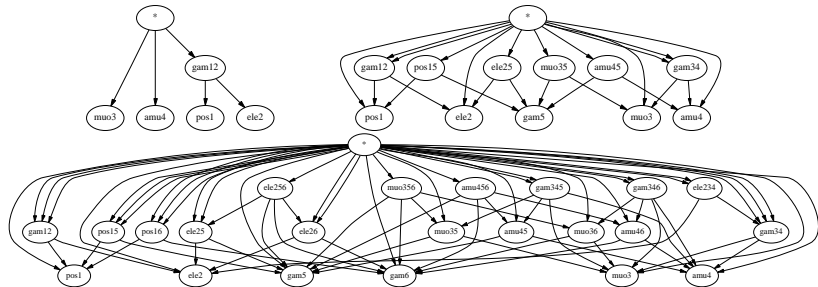 * *
gam12 gam12 pos15 ele25 muo35 amu45 gam34
muo3 amu4 pos1 ele2 pos1 ele2 gam5 muo3 amu4
*
ele256 muo356 amu456 gam345 gam346 ele234
gam12 pos15 pos16 ele25 ele26 muo35 amu45 muo36 amu46 gam34
pos1 ele2 gam5 gam6 muo3 amu4